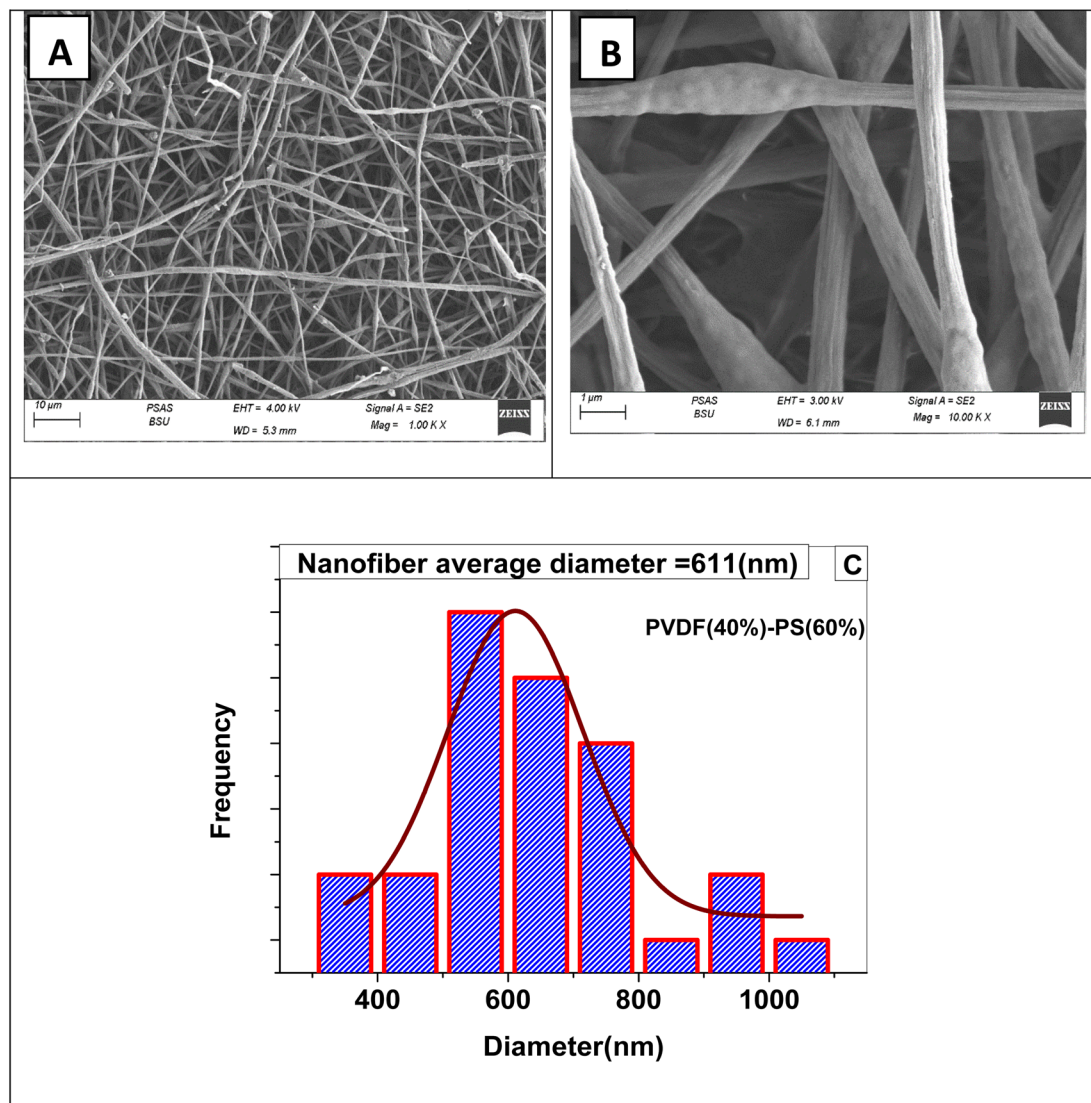 A
10 µm
PSAS
BSU
EHT = 4.00 kV
WD = 5.3 mm
Signal A = SE2
Mag = 1.00 K X
ZEISS
B
1 µm
PSAS
BSU
EHT = 3.00 kV
WD = 6.1 mm
Signal A = SE2
Mag = 10.00 K X
ZEISS
Nanofiber average diameter =611(nm)
C
PVDF(40%)-PS(60%)
Frequency
400 600 800 1000
Diameter(nm)